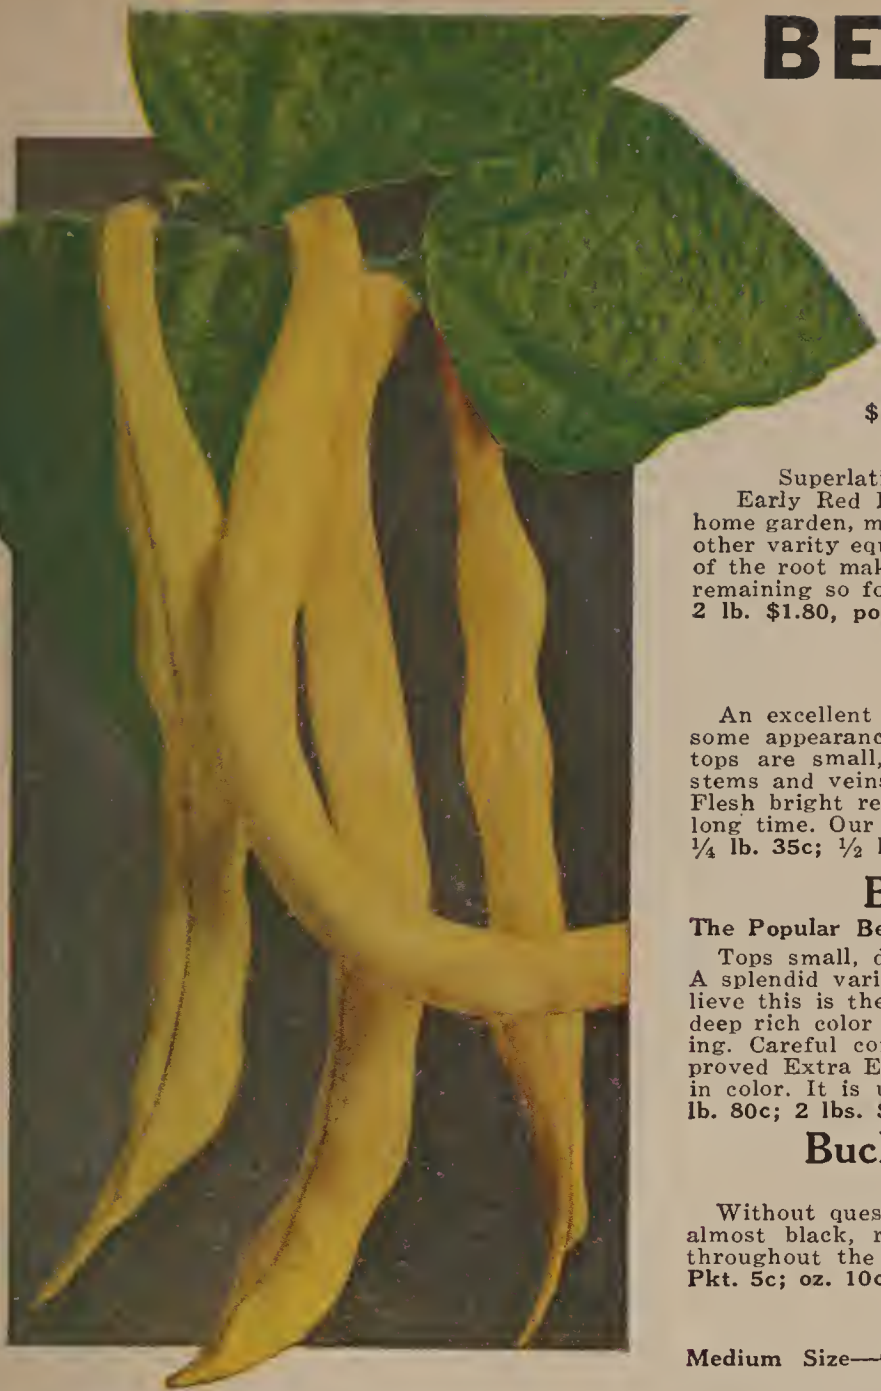 BE
$
Superlati
Early Red
home garden, m
other varity equ
of the root mak
remaining so fo
2 lb. $1.80, po
An excellent
some appearanc
tops are small,
stems and veins
Flesh bright re
long time. Our
¼ lb. 35c; ½
B
The Popular Be
Tops small, d
A splendid vari
lieve this is the
deep rich color
ing. Careful co
proved Extra E
in color. It is u
lb. 80c; 2 lbs. $
Buc
Without ques
almost black, r
throughout the
Pkt. 5c; oz. 10c
Medium Size—